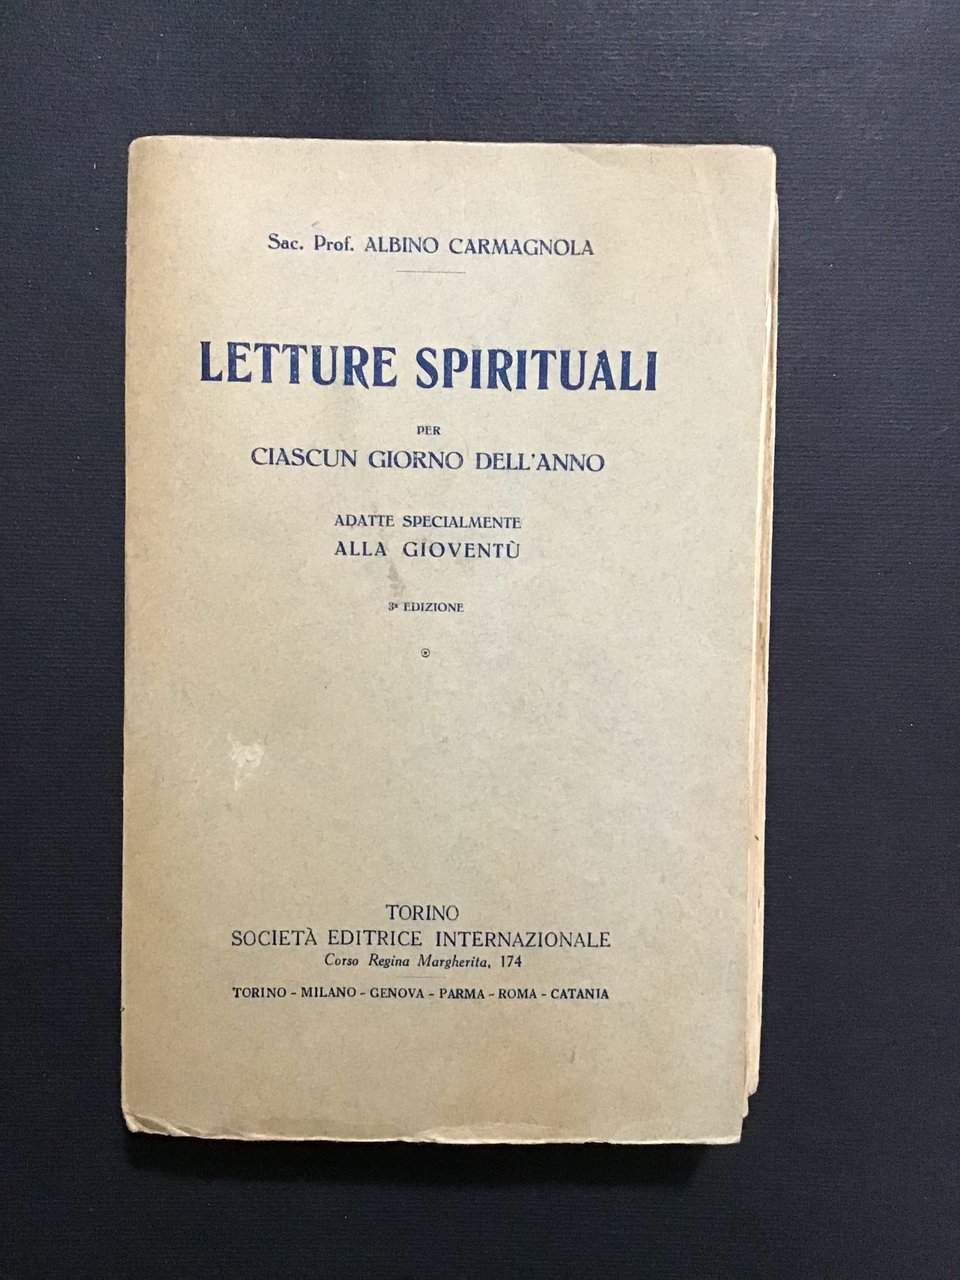 Sac. Prof. ALBINO CARMAGNOLA
LETTURE SPIRITUALI
PER
CIASCUN GIORNO DELL'ANNO
ADATTE SPECIALMENTE
ALLA GIOVENTÙ
3ª EDIZIONE
TORINO
SOCIETÀ EDITRICE INTERNAZIONALE
Corso Regina Margherita, 174
TORINO - MILANO - GENOVA - PARMA - ROMA - CATANIA